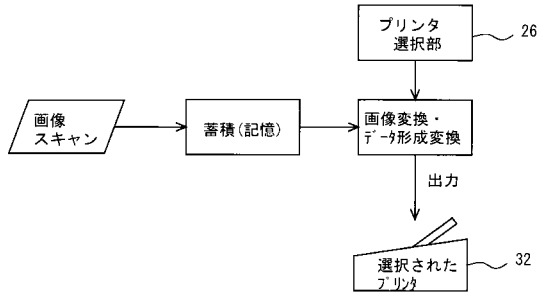 プリンタ
選択部
26
画像
スキャン
蓄積(記憶)
画像変換・
データ形成変換
出力
選択された
プリンタ
32